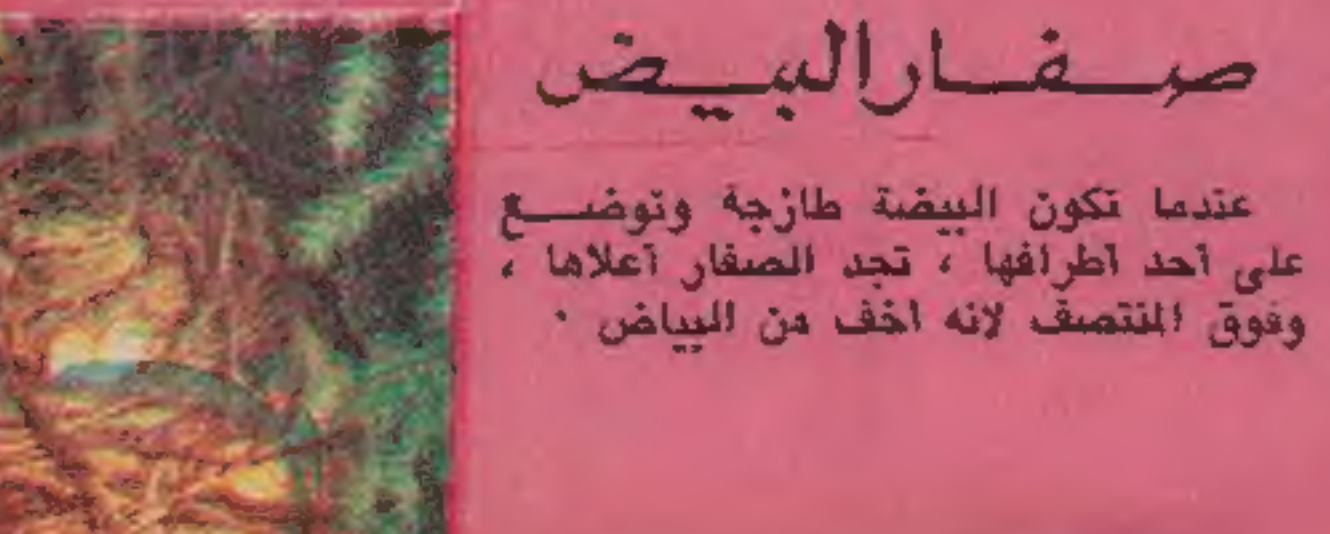 صفار البيض
عندما تكون البيضة طازجة وتوضع
على أحد أطرافها ، تجد الصفار أعلاها ،
وفوق المنتصف لانه اخف من البياض .